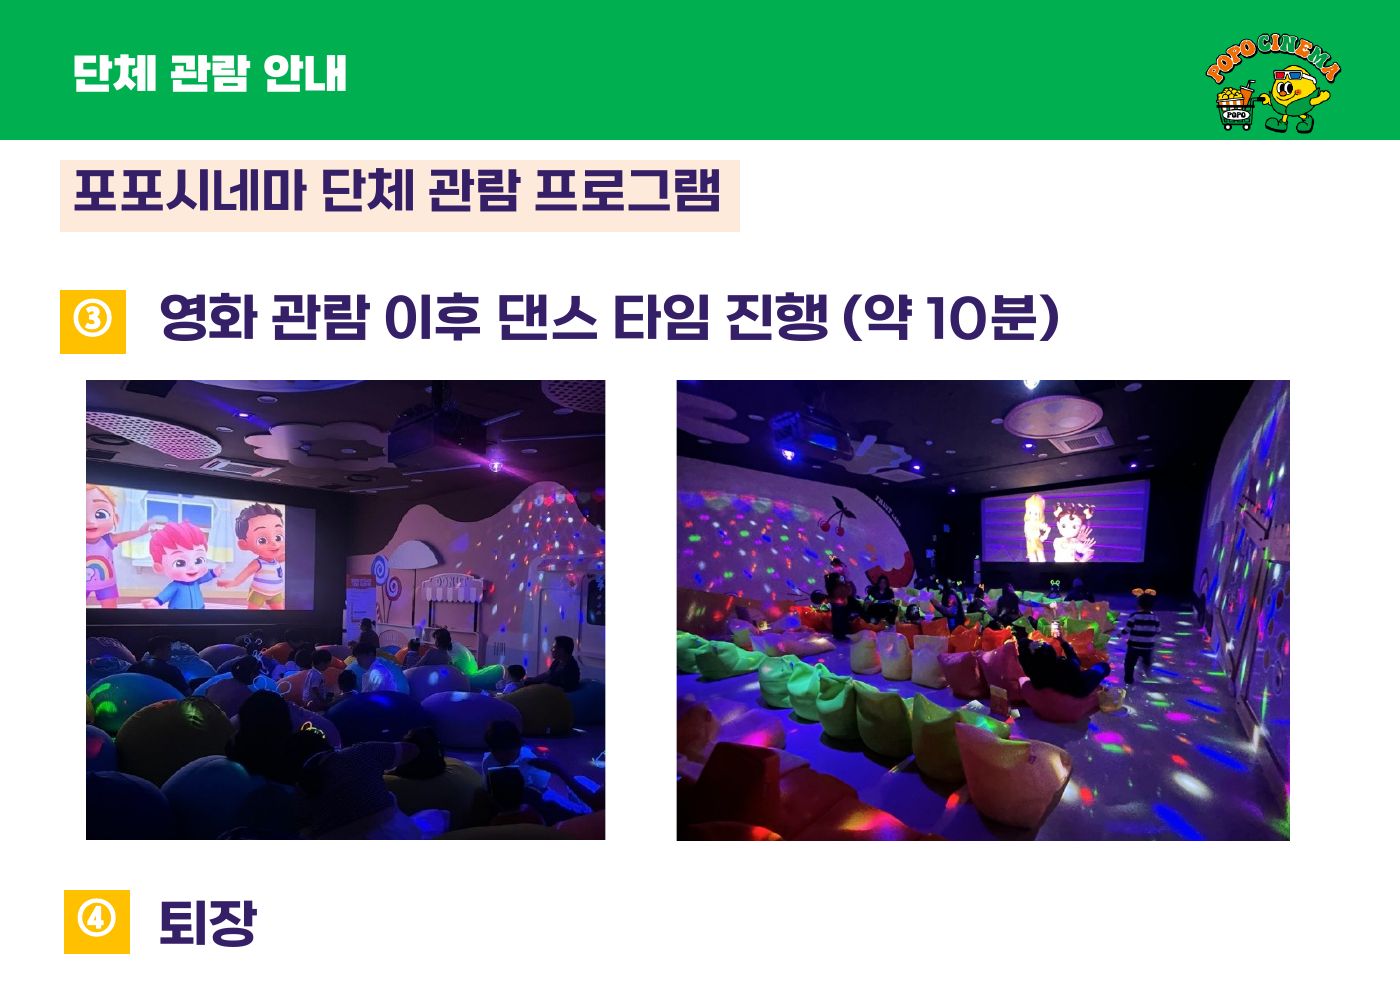 단체 관람 안내
POPO CINEMA
POPO
포포시네마 단체 관람 프로그램
③ 영화 관람 이후 댄스 타임 진행 (약 10분)
DONUT
④ 퇴장